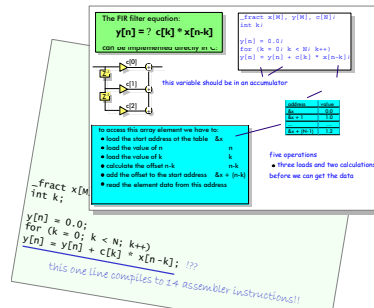 The FIR filter equation:
y[n] = ? c[k] * x[n-k]
can be implemented directly in C:
_fract x[M], y[M], c[N];
int k;
y[n] = 0.0;
for (k = 0; k < N; k++)
y[n] = y[n] + c[k] * x[n-k];
c[0]
c[1]
c[2]
this variable should be in an accumulator
address value
&x 0.0
&x + 1 1.0
... ...
&x + (N-1) 1.2
to access this array element we have to:
• load the start address of the table &x
• load the value of n n
• load the value of k k
• calculate the offset n-k n-k
• add the offset to the start address &x + (n-k)
• read the element data from this address
five operations
• three loads and two calculations
before we can get the data
_fract x[M
int k;
y[n] = 0.0;
for (k = 0; k < N; k++)
y[n] = y[n] + c[k] * x[n-k]; !??
this one line compiles to 14 assembler instructions!!